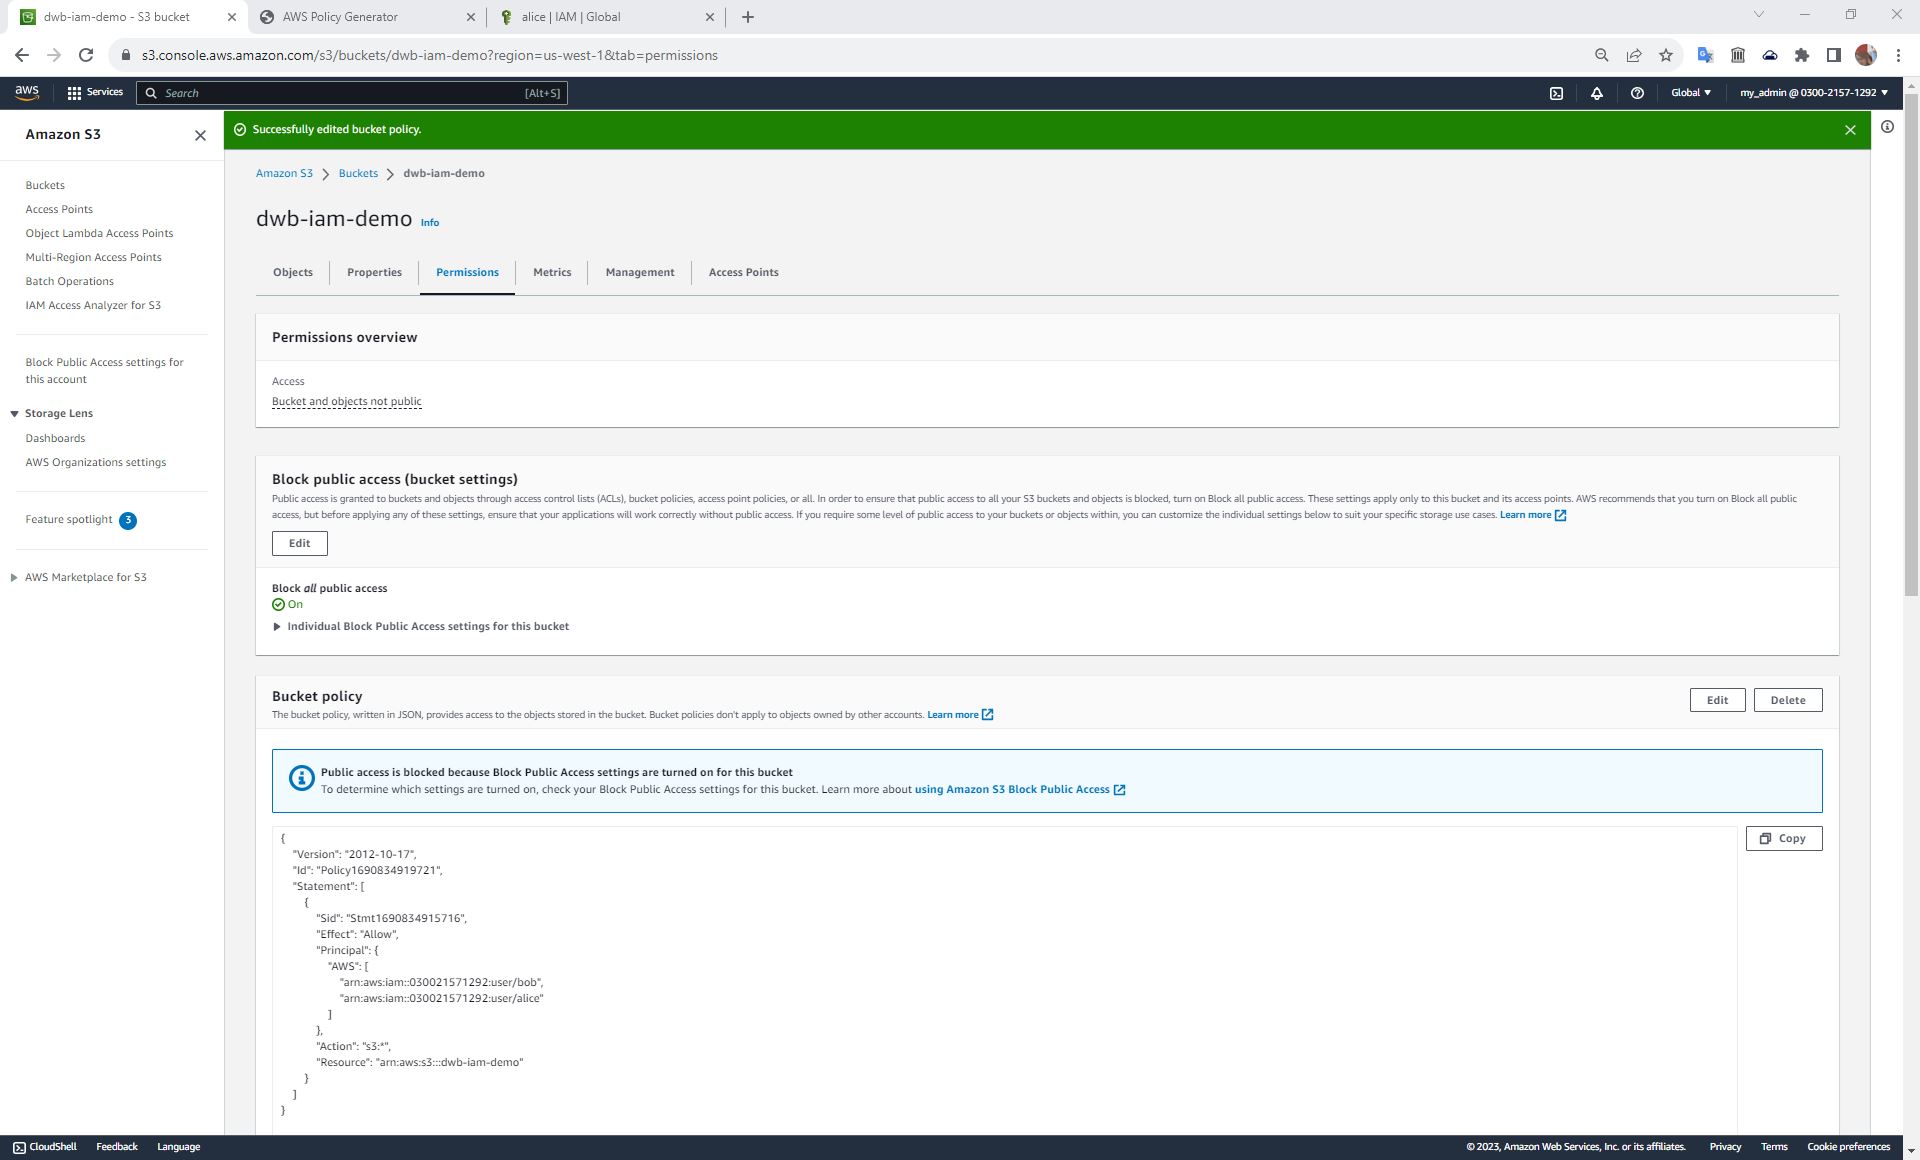 dwb-iam-demo - S3 bucket
AWS Policy Generator
alice | IAM | Global
s3.console.aws.amazon.com/s3/buckets/dwb-iam-demo?region=us-west-1&tab=permissions
aws
Services
Search
[Alt+S]
Global
my_admin @ 0300-2157-1292
Amazon S3
Buckets
Access Points
Object Lambda Access Points
Multi-Region Access Points
Batch Operations
IAM Access Analyzer for S3
Block Public Access settings for
this account
Storage Lens
Dashboards
AWS Organizations settings
Feature spotlight 3
AWS Marketplace for S3
Successfully edited bucket policy.
Amazon S3 > Buckets > dwb-iam-demo
dwb-iam-demo Info
Objects
Properties
Permissions
Metrics
Management
Access Points
Permissions overview
Access
Bucket and objects not public
Block public access (bucket settings)
Public access is granted to buckets and objects through access control lists (ACLs), bucket policies, access point policies, or all. In order to ensure that public access to all your S3 buckets and objects is blocked, turn on Block all public access. These settings apply only to this bucket and its access points. AWS recommends that you turn on Block all public
access, but before applying any of these settings, ensure that your applications will work correctly without public access. If you require some level of public access to your buckets or objects within, you can customize the individual settings below to suit your specific storage use cases. Learn more
Edit
Block all public access
On
Individual Block Public Access settings for this bucket
Bucket policy
The bucket policy, written in JSON, provides access to the objects stored in the bucket. Bucket policies don't apply to objects owned by other accounts. Learn more
Edit
Delete
Public access is blocked because Block Public Access settings are turned on for this bucket
To determine which settings are turned on, check your Block Public Access settings for this bucket. Learn more about using Amazon S3 Block Public Access
Copy
{
"Version": "2012-10-17",
"Id": "Policy1690834919721",
"Statement": [
{
"Sid": "Stmt1690834915716",
"Effect": "Allow",
"Principal": {
"AWS": [
"arn:aws:iam::030021571292:user/bob",
"arn:aws:iam::030021571292:user/alice"
]
},
"Action": "s3:*",
"Resource": "arn:aws:s3:::dwb-iam-demo"
}
]
}
CloudShell
Feedback
Language
© 2023, Amazon Web Services, Inc. or its affiliates.
Privacy
Terms
Cookie preferences